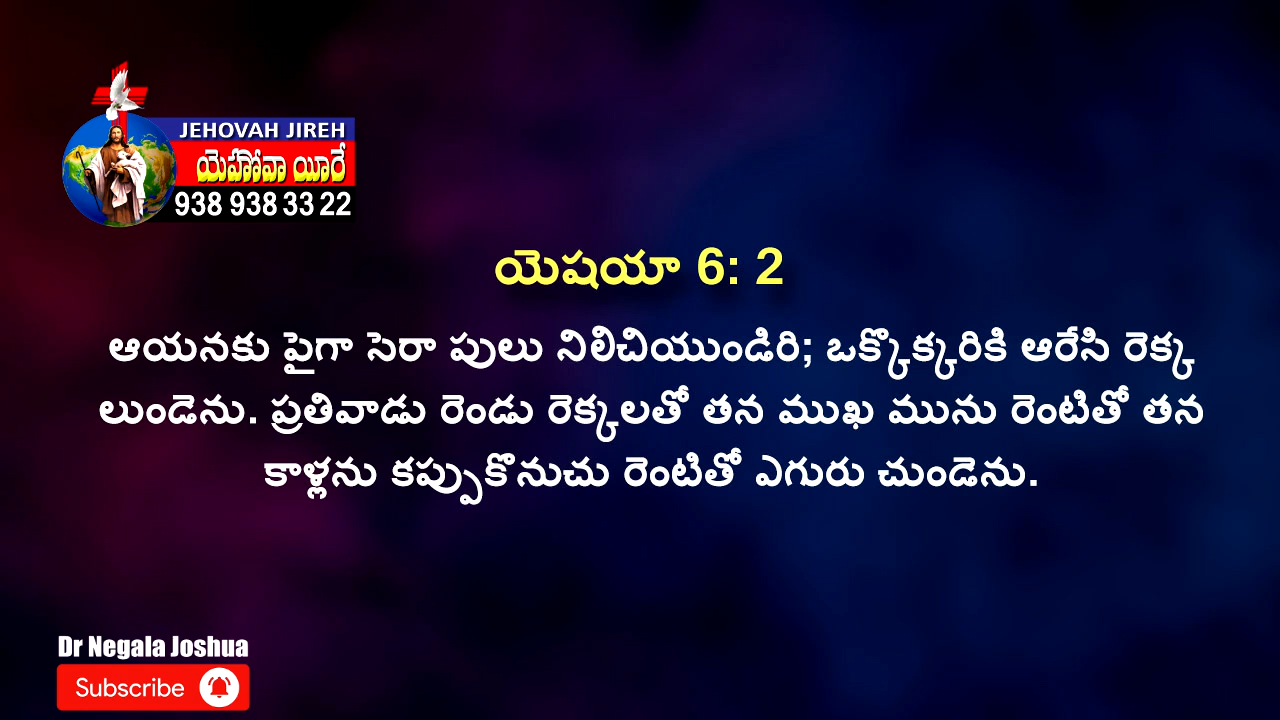 JEHOVAH JIREH
యెహోవా యీరే
938 938 33 22
యెషయా 6: 2
ఆయనకు పైగా సెరా పులు నిలిచియుండిరి; ఒక్కొక్కరికి ఆరేసి రెక్క
లుండెను. ప్రతివాడు రెండు రెక్కలతో తన ముఖ మును రెంటితో తన
కాళ్లను కప్పుకొనుచు రెంటితో ఎగురు చుండెను.
Dr Negala Joshua
Subscribe